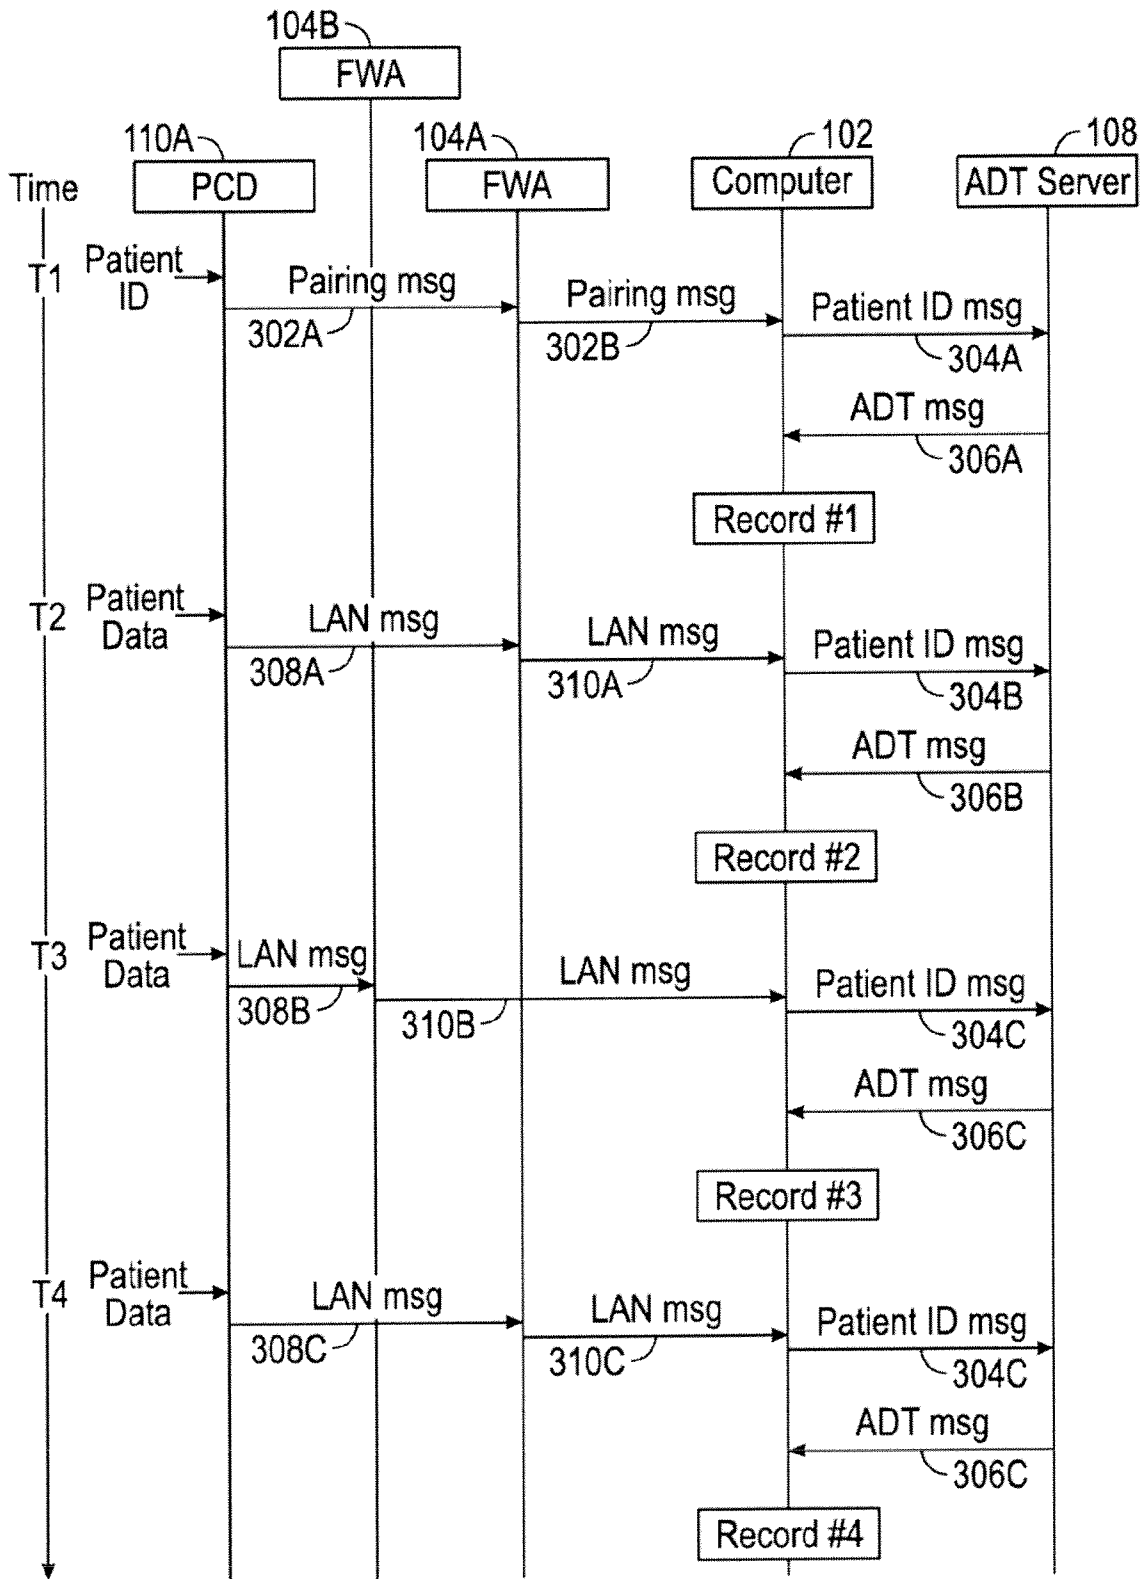 104B
FWA
110A
PCD
104A
FWA
102
Computer
108
ADT Server
Time
T1
Patient
ID
Pairing msg
302A
Pairing msg
302B
Patient ID msg
304A
ADT msg
306A
Record #1
T2
Patient
Data
LAN msg
308A
LAN msg
310A
Patient ID msg
304B
ADT msg
306B
Record #2
T3
Patient
Data
LAN msg
308B
LAN msg
310B
Patient ID msg
304C
ADT msg
306C
Record #3
T4
Patient
Data
LAN msg
308C
LAN msg
310C
Patient ID msg
304C
ADT msg
306C
Record #4